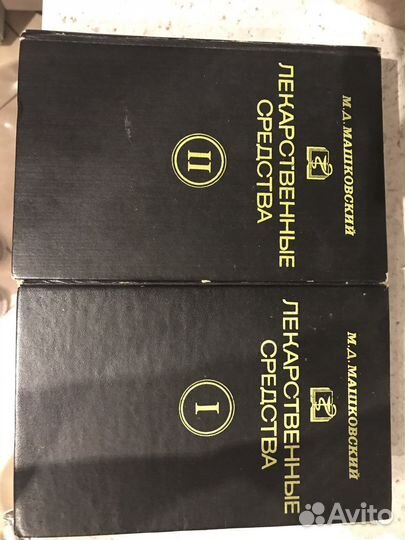 М.Д.МАШКОВСКИЙ
ЛЕКАРСТВЕННЫЕ
СРЕДСТВА
II
М.Д.МАШКОВСКИЙ
ЛЕКАРСТВЕННЫЕ
СРЕДСТВА
I
Avito